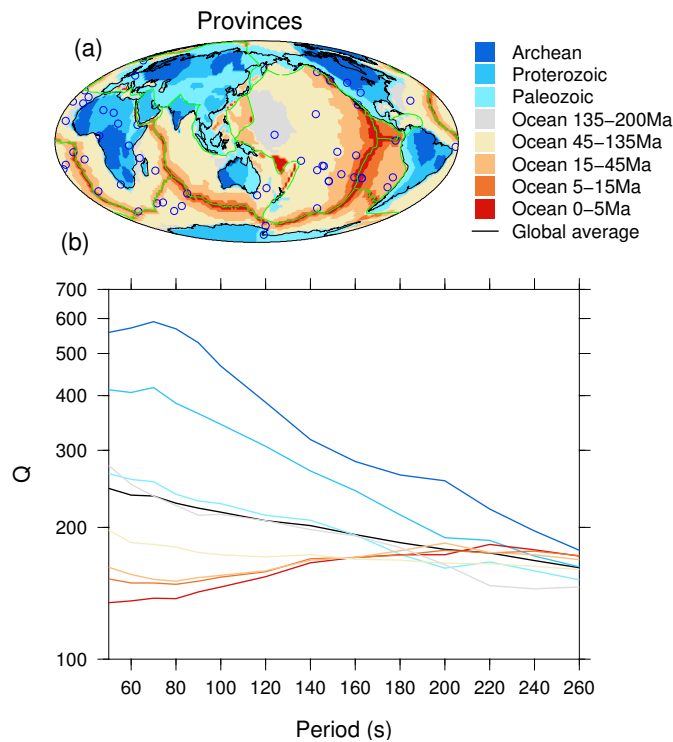 Provinces
(a)
Archean
Proterozoic
Paleozoic
Ocean 135−200Ma
Ocean 45−135Ma
Ocean 15−45Ma
Ocean 5−15Ma
Ocean 0−5Ma
Global average
(b)
700
600
500
400
300
200
100
Q
60 80 100 120 140 160 180 200 220 240 260
Period (s)